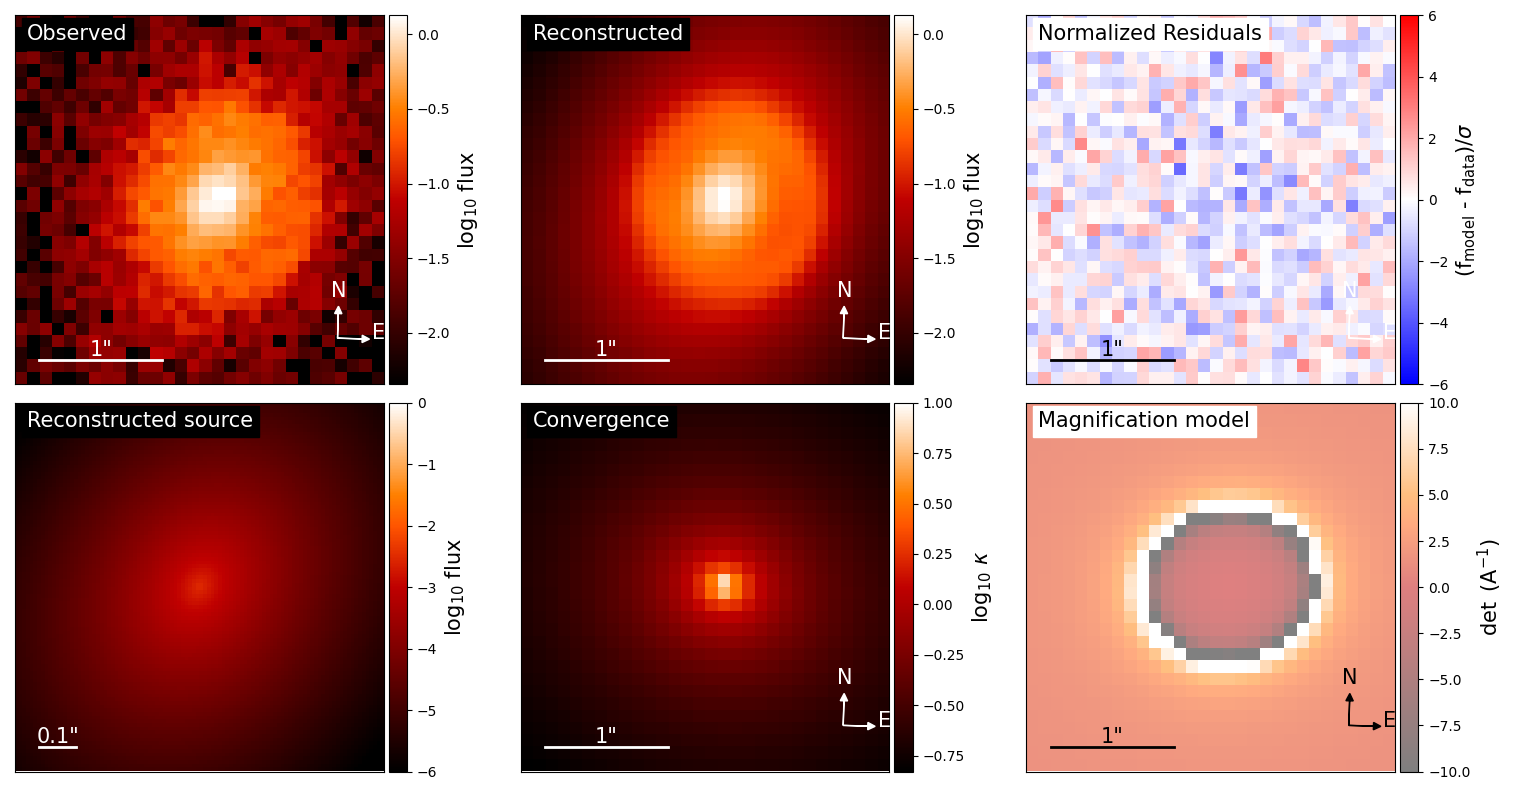 Observed
N
E
1"
0.0
−0.5
−1.0
−1.5
−2.0
log₁₀ flux
Reconstructed
N
E
1"
0.0
−0.5
−1.0
−1.5
−2.0
log₁₀ flux
Normalized Residuals
N
E
1"
6
4
2
0
−2
−4
−6
(f_model - f_data)/σ
Reconstructed source
0.1"
0
−1
−2
−3
−4
−5
−6
log₁₀ flux
Convergence
N
E
1"
1.00
0.75
0.50
0.25
0.00
−0.25
−0.50
−0.75
log₁₀ κ
Magnification model
N
E
1"
10.0
7.5
5.0
2.5
0.0
−2.5
−5.0
−7.5
−10.0
det (A⁻¹)